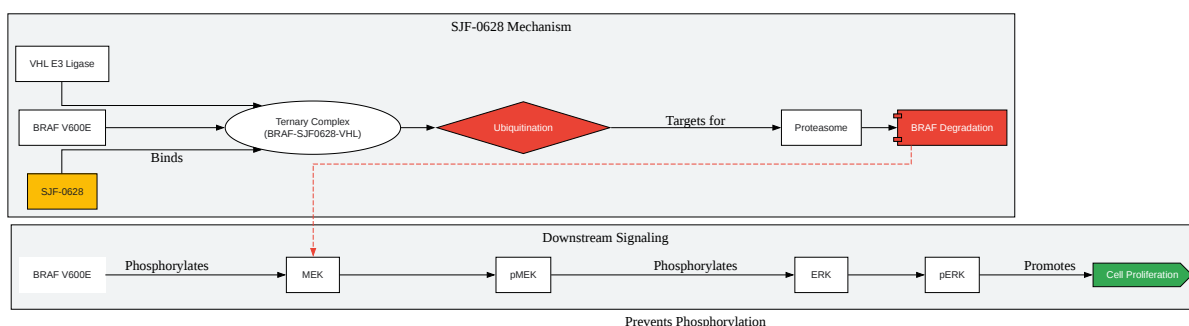 SJF-0628 Mechanism
VHL E3 Ligase
BRAF V600E
Ternary Complex
(BRAF-SJF0628-VHL)
Ubiquitination
Targets for
Proteasome
BRAF Degradation
Binds
SJF-0628
Downstream Signaling
BRAF V600E
Phosphorylates
MEK
pMEK
Phosphorylates
ERK
pERK
Promotes
Cell Proliferation
Prevents Phosphorylation